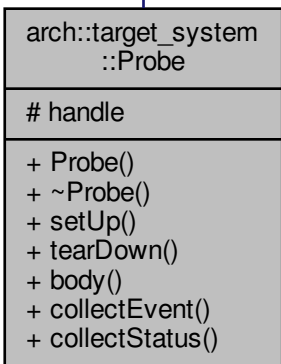 arch::target_system
::Probe
# handle
+ Probe()
+ ~Probe()
+ setUp()
+ tearDown()
+ body()
+ collectEvent()
+ collectStatus()